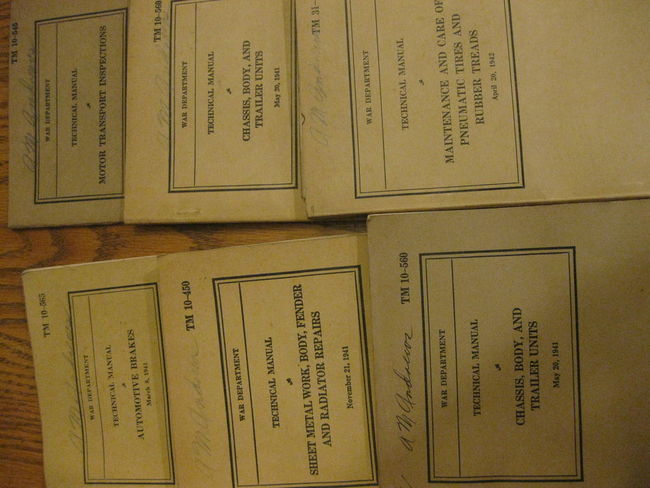 TM 10-545
WAR DEPARTMENT
TECHNICAL MANUAL
MOTOR TRANSPORT INSPECTIONS
TM 10-560
WAR DEPARTMENT
TECHNICAL MANUAL
CHASSIS, BODY, AND
TRAILER UNITS
May 20, 1941
TM 31-
WAR DEPARTMENT
TECHNICAL MANUAL
MAINTENANCE AND CARE OF
PNEUMATIC TIRES AND
RUBBER TREADS
April 20, 1942
TM 10-565
WAR DEPARTMENT
TECHNICAL MANUAL
AUTOMOTIVE BRAKES
March 8, 1941
TM 10-450
WAR DEPARTMENT
TECHNICAL MANUAL
SHEET METAL WORK, BODY, FENDER
AND RADIATOR REPAIRS
November 21, 1941
TM 10-560
A M Andrews
WAR DEPARTMENT
TECHNICAL MANUAL
CHASSIS, BODY, AND
TRAILER UNITS
May 20, 1941